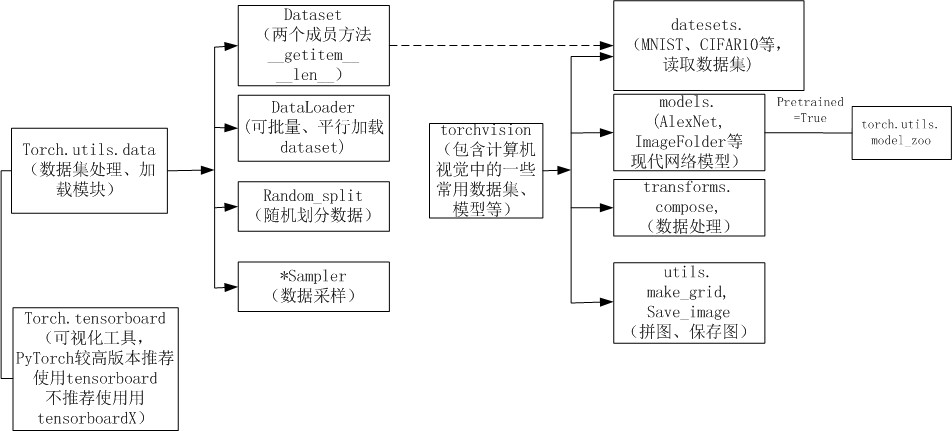 Dataset
（两个成员方法
__getitem__
__len__）
DataLoader
(可批量、平行加载
dataset)
Torch.utils.data
（数据集处理、加
载模块）
Random_split
（随机划分数据）
*Sampler
（数据采样）
Torch.tensorboard
（可视化工具，
PyTorch较高版本推荐
使用tensorboard
不推荐使用用
tensorboardX）
torchvision
（包含计算机
视觉中的一些
常用数据集、
模型等）
datesets.
（MNIST、CIFAR10等，
读取数据集）
models.
(AlexNet,
ImageFolder等
现代网络模型）
Pretrained
=True
torch.utils.
model_zoo
transforms.
compose,
（数据处理）
utils.
make_grid,
Save_image
（拼图、保存图）